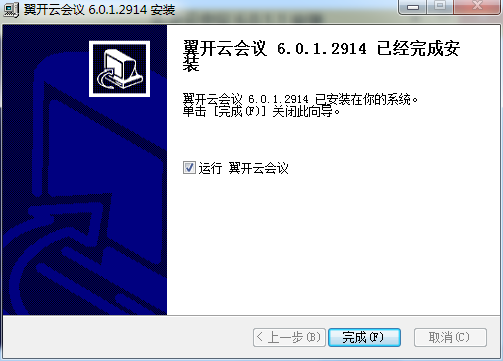 翼开云会议 6.0.1.2914 安装
翼开云会议 6.0.1.2914 已经完成安
装
翼开云会议 6.0.1.2914 已安装在你的系统。
单击 [完成(F)] 关闭此向导。
运行 翼开云会议
< 上一步(B)
完成(F)
取消(C)